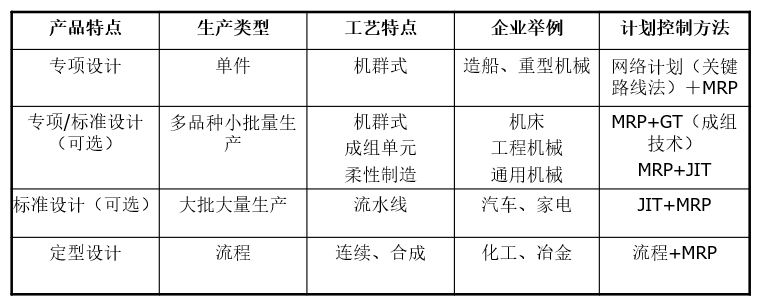 产品特点 生产类型 工艺特点 企业举例 计划控制方法
专项设计 单件 机群式 造船、重型机械 网络计划（关键
路线法）＋MRP
专项/标准设计 多品种小批量生 机群式 机床 MRP+GT（成组
（可选） 产 成组单元 工程机械 技术）
柔性制造 通用机械 MRP+JIT
标准设计（可选） 大批大量生产 流水线 汽车、家电 JIT+MRP
定型设计 流程 连续、合成 化工、冶金 流程+MRP